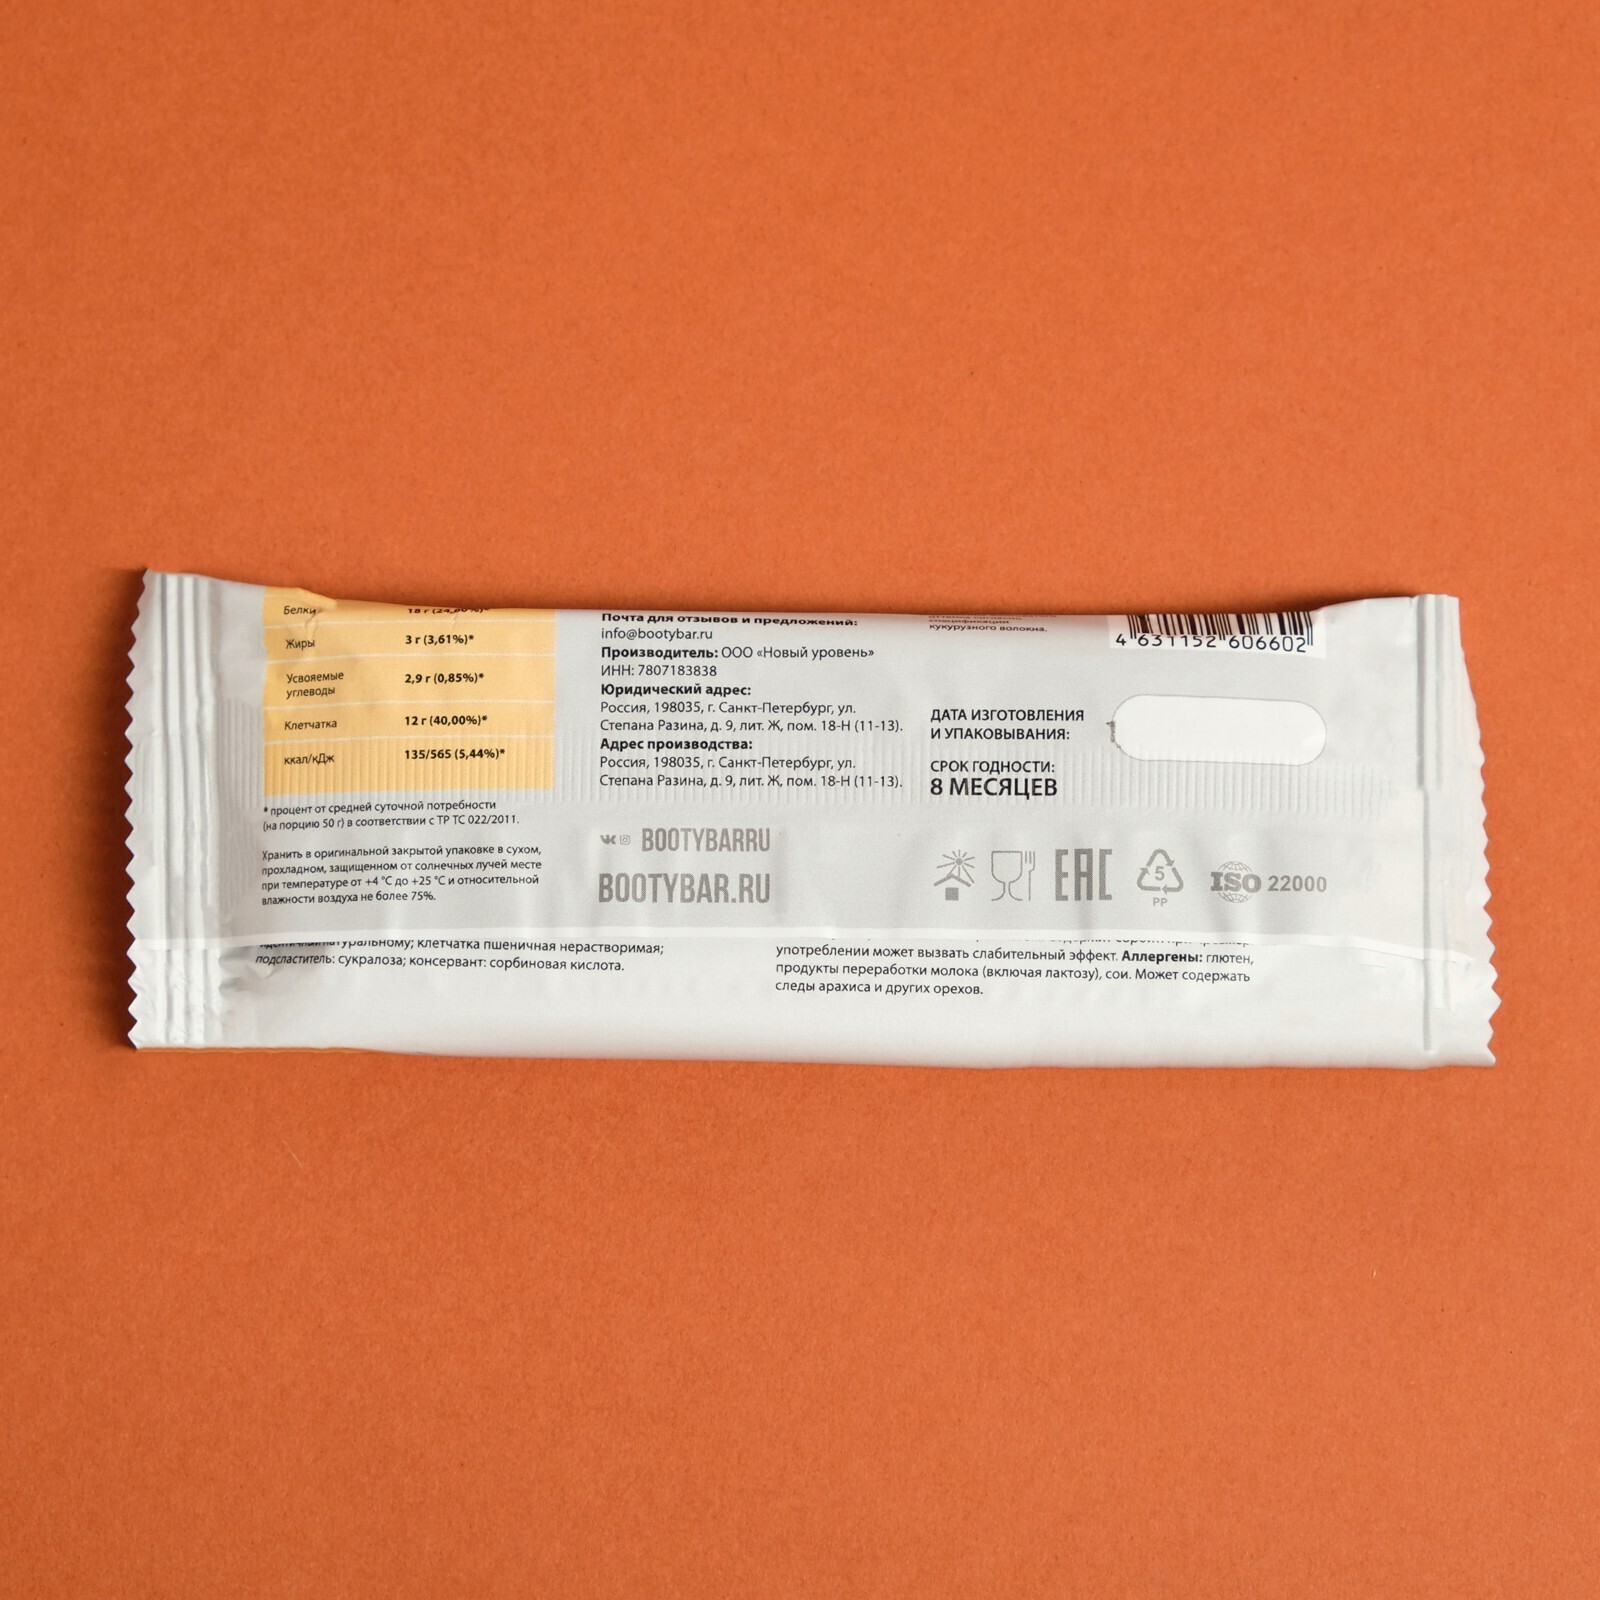 Белки 18 г
Жиры 3 г (3,61%)*
Усвояемые
углеводы 2,9 г (0,85%)*
Клетчатка 12 г (40,00%)*
ккал/кДж 135/565 (5,44%)*
* процент от средней суточной потребности
(на порцию 50 г) в соответствии с ТР ТС 022/2011.
Хранить в оригинальной закрытой упаковке в сухом,
прохладном, защищенном от солнечных лучей месте
при температуре от +4 °C до +25 °C и относительной
влажности воздуха не более 75%.
Почта для отзывов и предложений:
info@bootybar.ru
Производитель: ООО «Новый уровень»
ИНН: 7807183838
Юридический адрес:
Россия, 198035, г. Санкт-Петербург, ул.
Степана Разина, д. 9, лит. Ж, пом. 18-Н (11-13).
Адрес производства:
Россия, 198035, г. Санкт-Петербург, ул.
Степана Разина, д. 9, лит. Ж, пом. 18-Н (11-13).
BOOTYBARRU
BOOTYBAR.RU
спецификации
кукурузного волокна.
4 631152 606602
ДАТА ИЗГОТОВЛЕНИЯ
И УПАКОВЫВАНИЯ:
СРОК ГОДНОСТИ:
8 МЕСЯЦЕВ
EAC
5
PP
ISO 22000
натуральному; клетчатка пшеничная нерастворимая;
подсластитель: сукралоза; консервант: сорбиновая кислота.
употреблении может вызвать слабительный эффект. Аллергены: глютен,
продукты переработки молока (включая лактозу), сои. Может содержать
следы арахиса и других орехов.